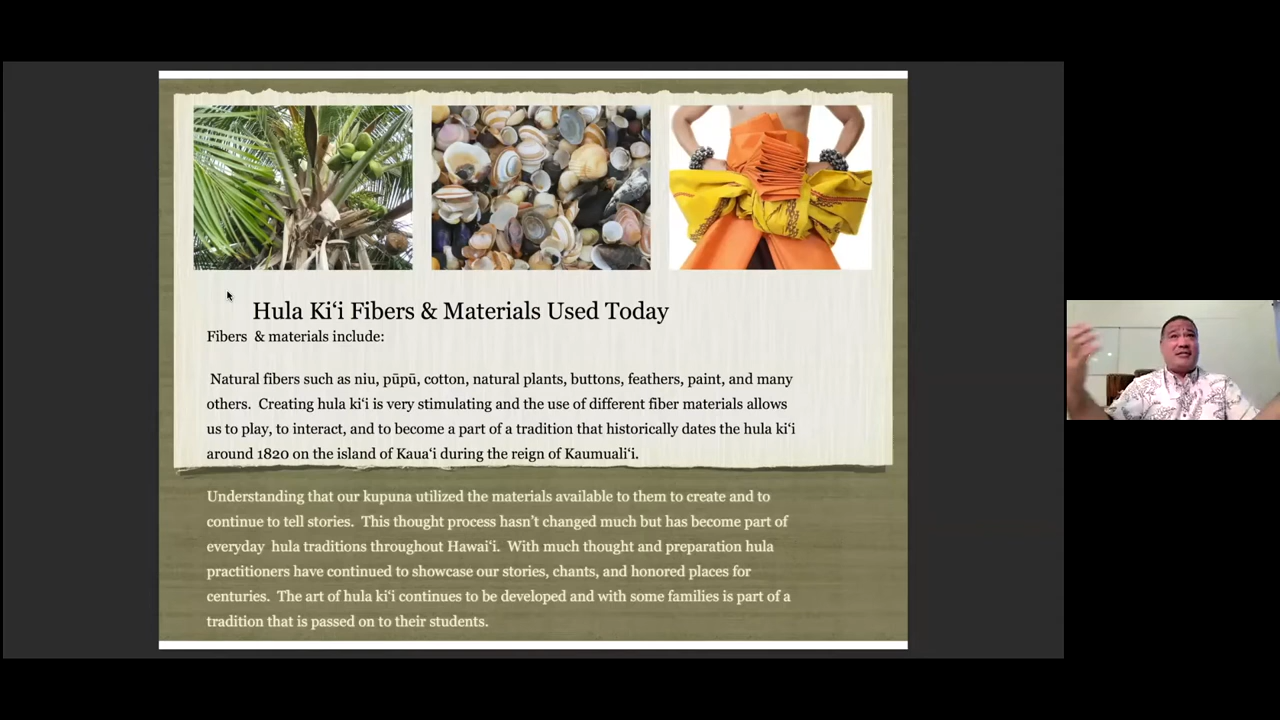 Hula Kiʻi Fibers & Materials Used Today
Fibers & materials include:
Natural fibers such as niu, pūpū, cotton, natural plants, buttons, feathers, paint, and many
others. Creating hula kiʻi is very stimulating and the use of different fiber materials allows
us to play, to interact, and to become a part of a tradition that historically dates the hula kiʻi
around 1820 on the island of Kauaʻi during the reign of Kaumualiʻi.
Understanding that our kupuna utilized the materials available to them to create and to
continue to tell stories. This thought process hasn't changed much but has become part of
everyday hula traditions throughout Hawaiʻi. With much thought and preparation hula
practitioners have continued to showcase our stories, chants, and honored places for
centuries. The art of hula kiʻi continues to be developed and with some families is part of a
tradition that is passed on to their students.